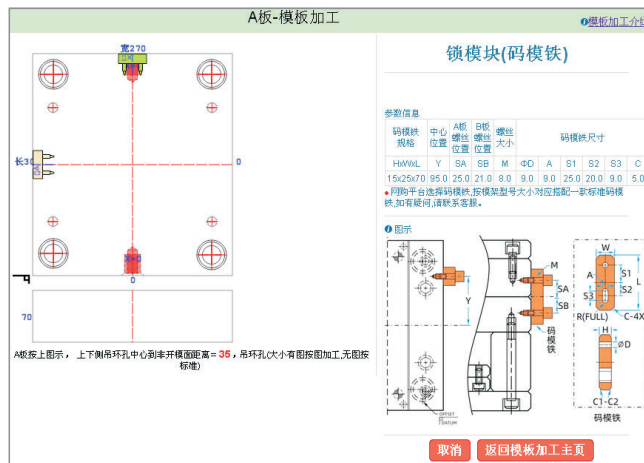 A板-模板加工
模板加工介绍
宽270
长30
0
0
70
A板按上图示， 上下侧吊环孔中心到非开模面距离=35，吊环孔(大小有图按图加工,无图按标准)
锁模块(码模铁)
参数信息
码模铁规格 中心位置 A板螺丝位置 B板螺丝位置 螺丝大小 码模铁尺寸
HxWxL Y SA SB M ΦD A S1 S2 S3 C
15x25x70 95.0 25.0 21.0 8.0 9.0 9.0 25.0 20.0 9.0 5.0
网购平台选择码模铁,按模架型号大小对应搭配一款标准码模
铁,如有疑问,请联系客服。
图示
W
M
A
S1
L
SA
S2
S3
SB
Y
R(FULL)
C-4X
H
码模铁
ØD
OFFSET
DATUM
C1-C2
码模铁
取消
返回模板加工主页